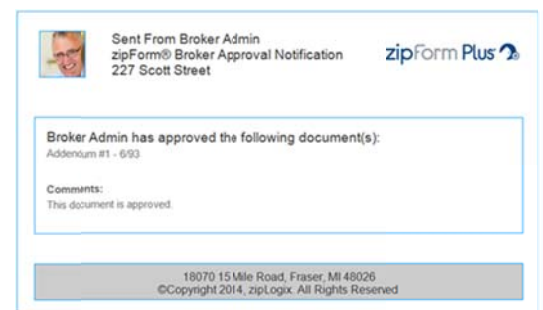 Sent From Broker Admin
zipForm® Broker Approval Notification
227 Scott Street
zipForm Plus
Broker Admin has approved the following document(s):
Addendum #1 - 6/93
Comments:
This document is approved.
18070 15 Mile Road, Fraser, MI 48026
©Copyright 2014, zipLogix. All Rights Reserved